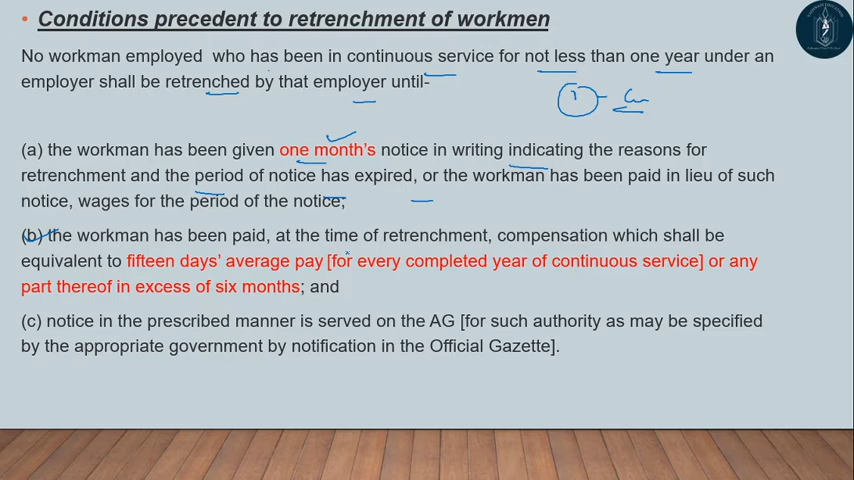 Conditions precedent to retrenchment of workmen
No workman employed who has been in continuous service for not less than one year under an
employer shall be retrenched by that employer until-
1
(a) the workman has been given one month's notice in writing indicating the reasons for
retrenchment and the period of notice has expired, or the workman has been paid in lieu of such
notice, wages for the period of the notice;
(b) the workman has been paid, at the time of retrenchment, compensation which shall be
equivalent to fifteen days' average pay [for every completed year of continuous service] or any
part thereof in excess of six months; and
(c) notice in the prescribed manner is served on the AG [for such authority as may be specified
by the appropriate government by notification in the Official Gazette].